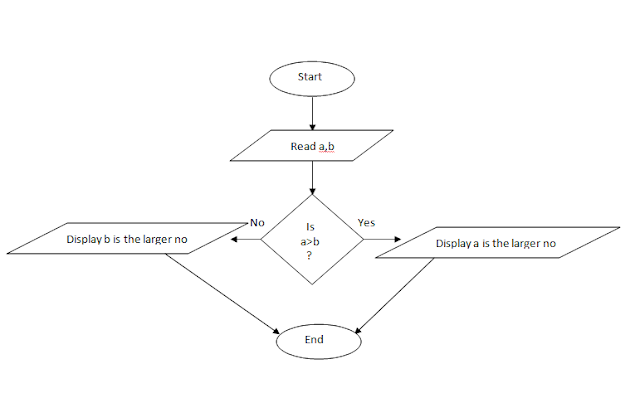 Start
Read a,b
No
Yes
Is
a>b
?
Display b is the larger no
Display a is the larger no
End